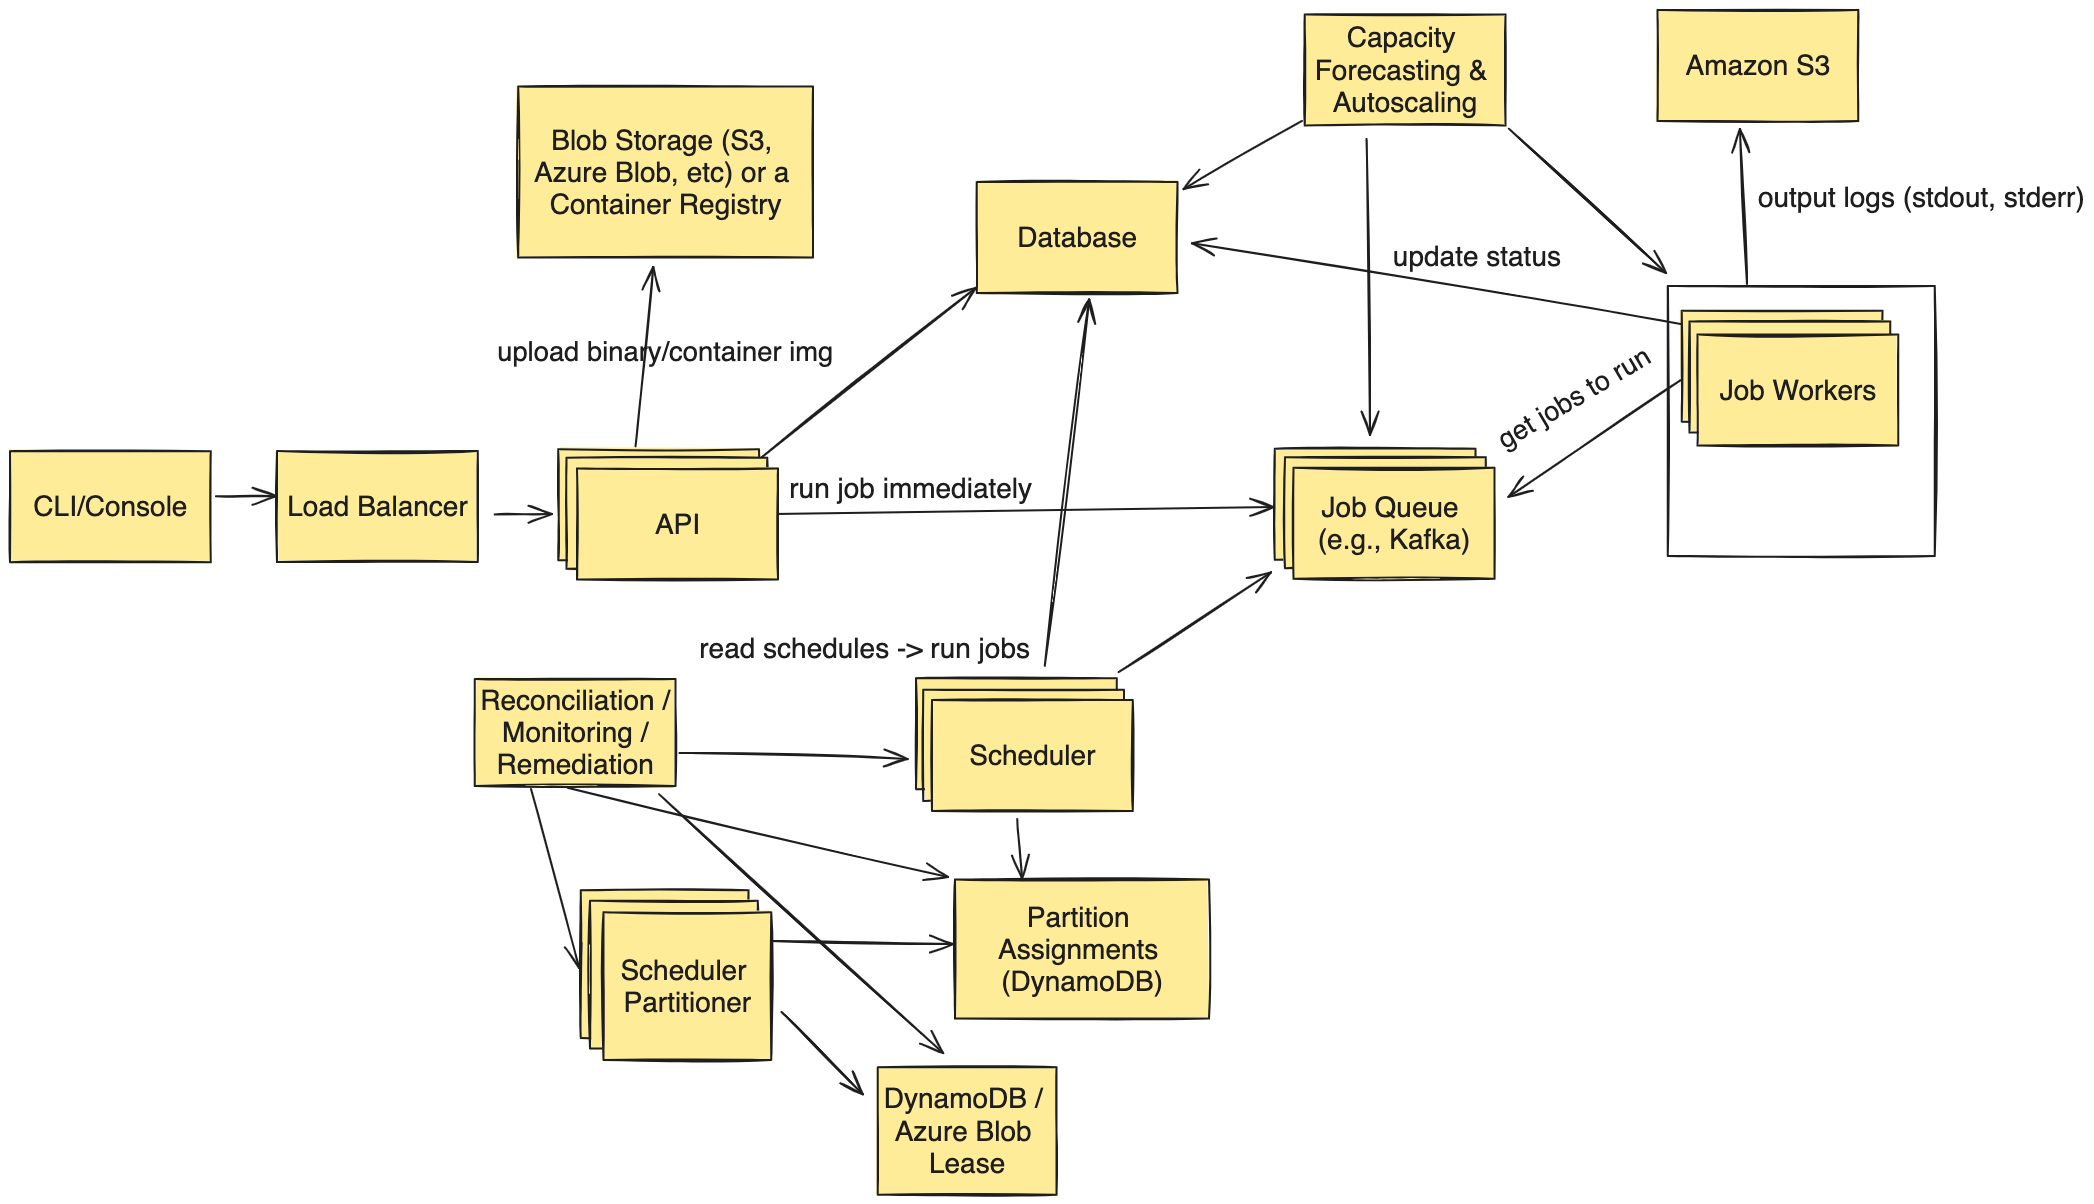 Capacity
Forecasting &
Autoscaling
Amazon S3
Blob Storage (S3,
Azure Blob, etc) or a
Container Registry
Database
output logs (stdout, stderr)
update status
upload binary/container img
get jobs to run
Job Workers
CLI/Console
Load Balancer
API
run job immediately
Job Queue
(e.g., Kafka)
read schedules -> run jobs
Reconciliation /
Monitoring /
Remediation
Scheduler
Partition
Assignments
(DynamoDB)
Scheduler
Partitioner
DynamoDB /
Azure Blob
Lease